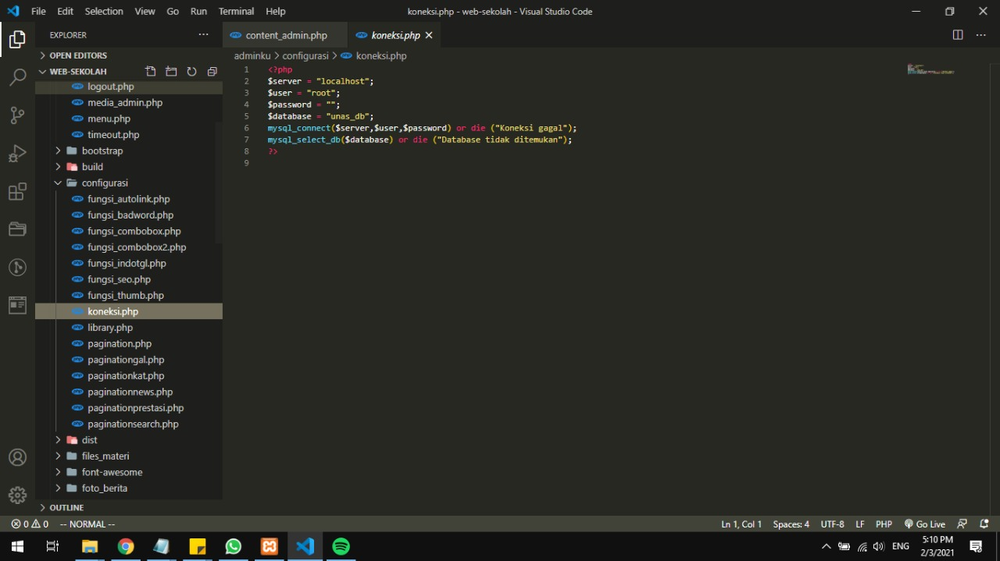 File Edit Selection View Go Run Terminal Help koneksi.php - web-sekolah - Visual Studio Code
EXPLORER
OPEN EDITORS
WEB-SEKOLAH
logout.php
media_admin.php
menu.php
timeout.php
bootstrap
build
configurasi
fungsi_autolink.php
fungsi_badword.php
fungsi_combobox.php
fungsi_combobox2.php
fungsi_indotgl.php
fungsi_seo.php
fungsi_thumb.php
koneksi.php
library.php
pagination.php
paginationgal.php
paginationkat.php
paginationnews.php
paginationprestasi.php
paginationsearch.php
dist
files_materi
font-awesome
foto_berita
OUTLINE
content_admin.php koneksi.php
adminku > configurasi > koneksi.php
1 <?php
2 $server = "localhost";
3 $user = "root";
4 $password = "";
5 $database = "unas_db";
6 mysql_connect($server,$user,$password) or die ("Koneksi gagal");
7 mysql_select_db($database) or die ("Database tidak ditemukan");
8 ?>
9
0 0 -- NORMAL -- Ln 1, Col 1 Spaces: 4 UTF-8 LF PHP Go Live
ENG 5:10 PM
2/3/2021